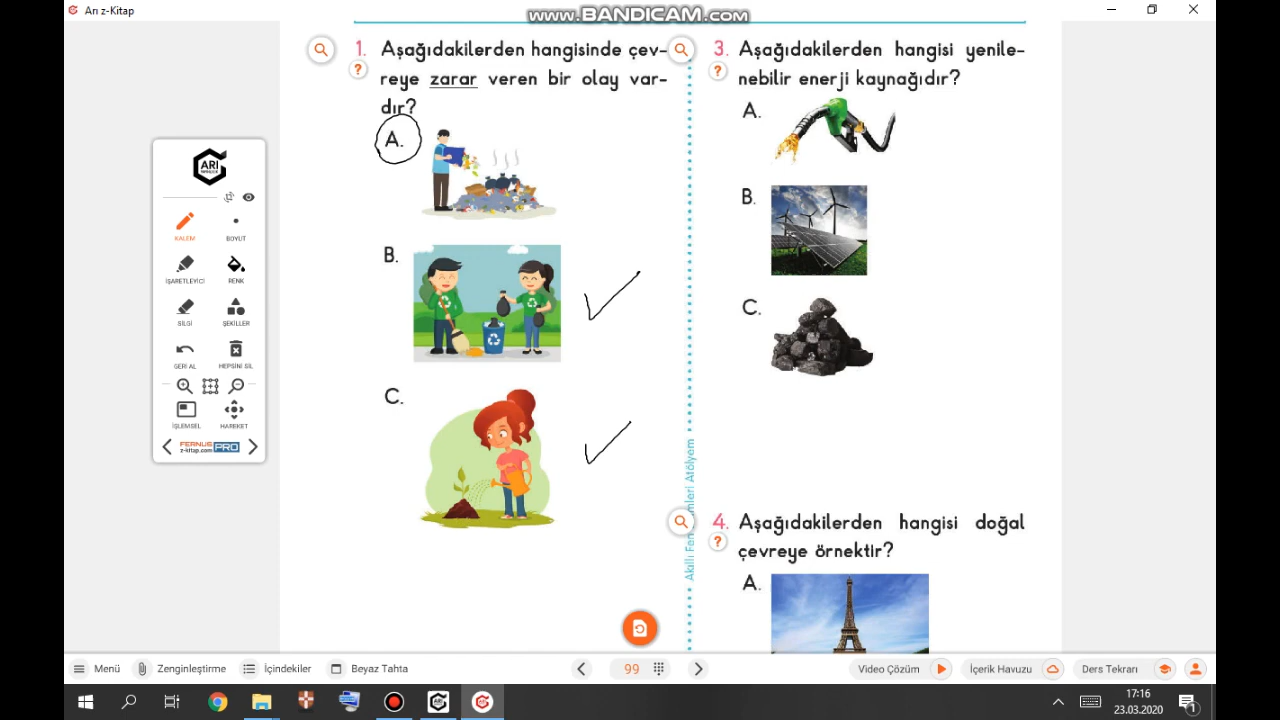 Arı z-Kitap
www.BANDICAM.com
1. Aşağıdakilerden hangisinde çev-
reye zarar veren bir olay var-
dır?
A.
B.
C.
3. Aşağıdakilerden hangisi yenile-
nebilir enerji kaynağıdır?
A.
B.
C.
4. Aşağıdakilerden hangisi doğal
çevreye örnektir?
A.
ARI
KALEM
BOYUT
İŞARETLEYİCİ
RENK
SİLGİ
ŞEKİLLER
GERİ AL
HEPSİNİ SİL
İŞLEMSEL
HAREKET
FERNUS
z-kitap.com
PRO
Menü
Zenginleştirme
İçindekiler
Beyaz Tahta
99
Video Çözüm
İçerik Havuzu
Ders Tekrarı
17:16
23.03.2020
1